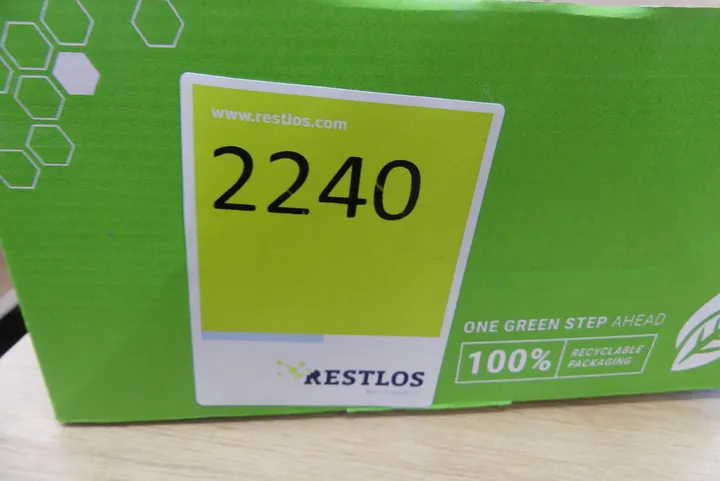 www.restlos.com
2240
RESTLOS
ONE GREEN STEP AHEAD
100% RECYCLABLE
PACKAGING